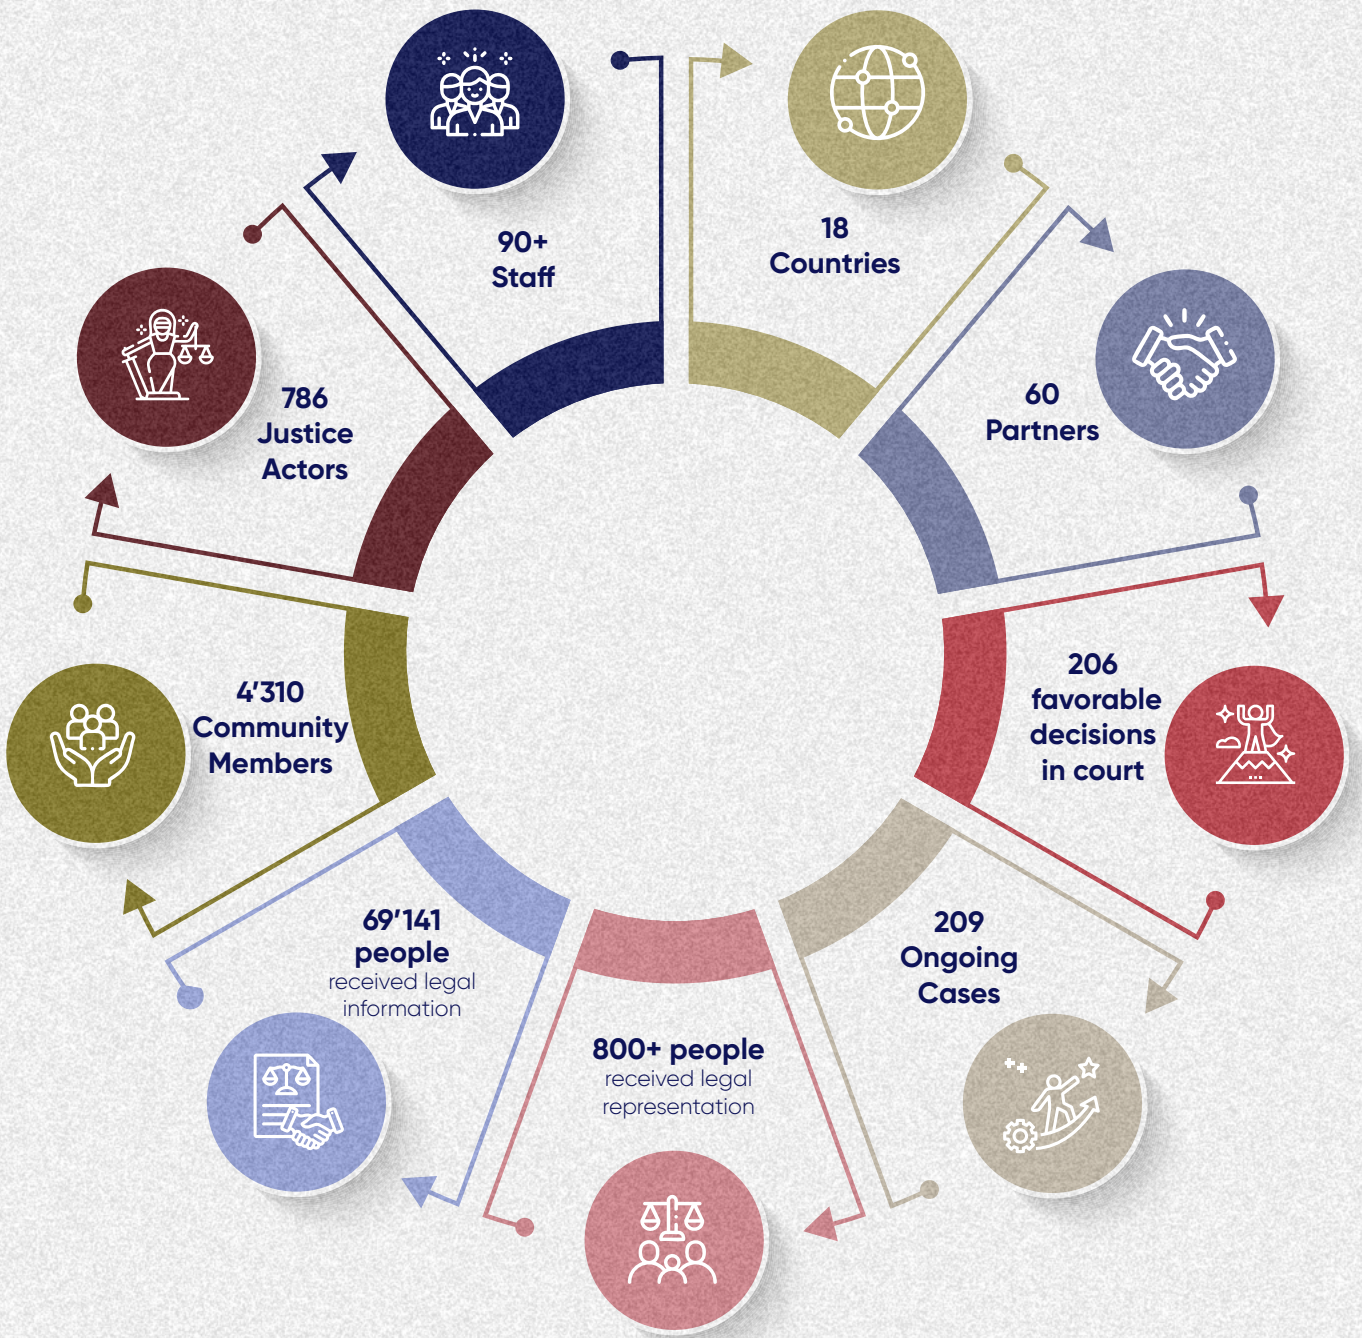 90+
Staff
18
Countries
60
Partners
206
favorable
decisions
in court
209
Ongoing
Cases
800+ people
received legal
representation
69'141
people
received legal
information
4'310
Community
Members
786
Justice
Actors